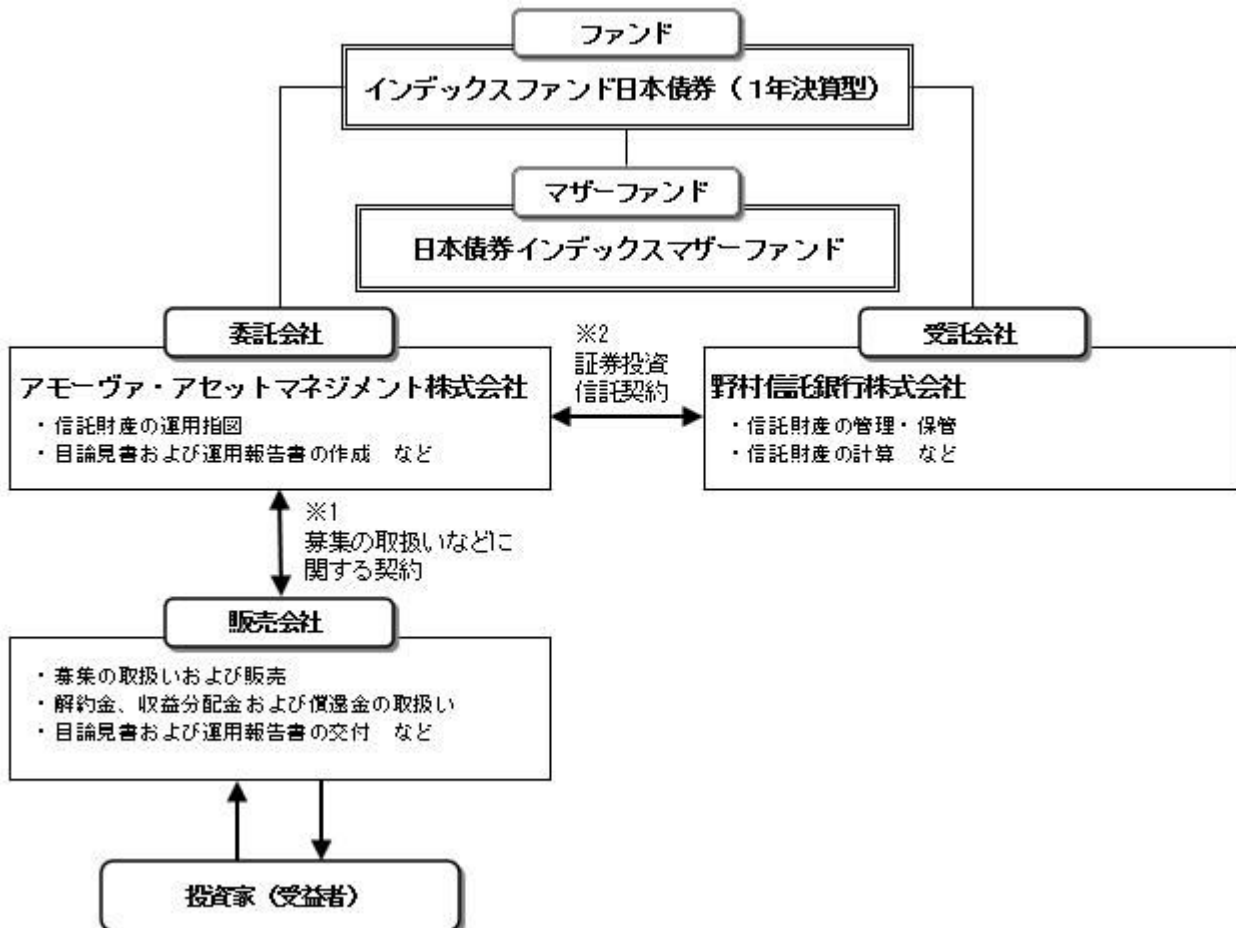 ファンド
インデックスファンド日本債券（１年決算型）
マザーファンド
日本債券インデックスマザーファンド
委託会社
アモーヴァ・アセットマネジメント株式会社
・信託財産の運用指図
・目論見書および運用報告書の作成　など
※2
証券投資
信託契約
受託会社
野村信託銀行株式会社
・信託財産の管理・保管
・信託財産の計算　など
※1
募集の取扱いなどに
関する契約
販売会社
・募集の取扱いおよび販売
・解約金、収益分配金および償還金の取扱い
・目論見書および運用報告書の交付　など
投資家（受益者）